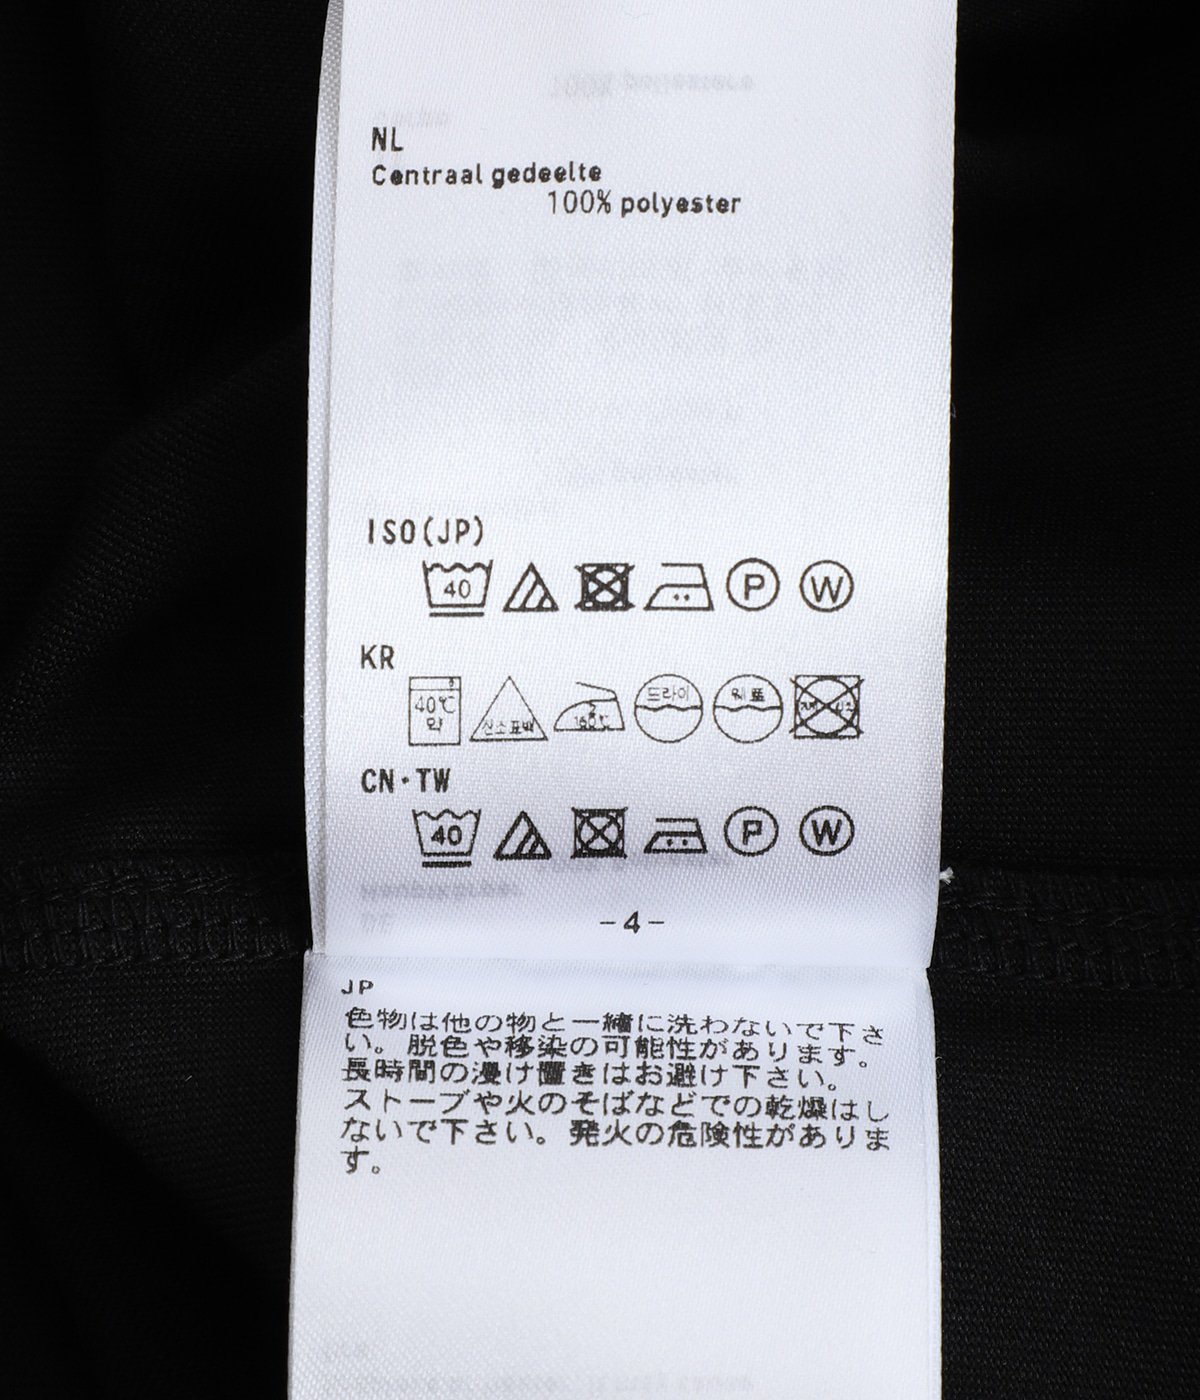 NL
Centraal gedeelte
100% polyester
ISO(JP)
40 P W
KR
40℃ 약 산소표백 2 160℃ 드라이
CN・TW
40 P W
-4-
JP
色物は他の物と一緒に洗わないで下さ
い。脱色や移染の可能性があります。
長時間の浸け置きはお避け下さい。
ストーブや火のそばなどでの乾燥はし
ないで下さい。発火の危険性がありま
す。